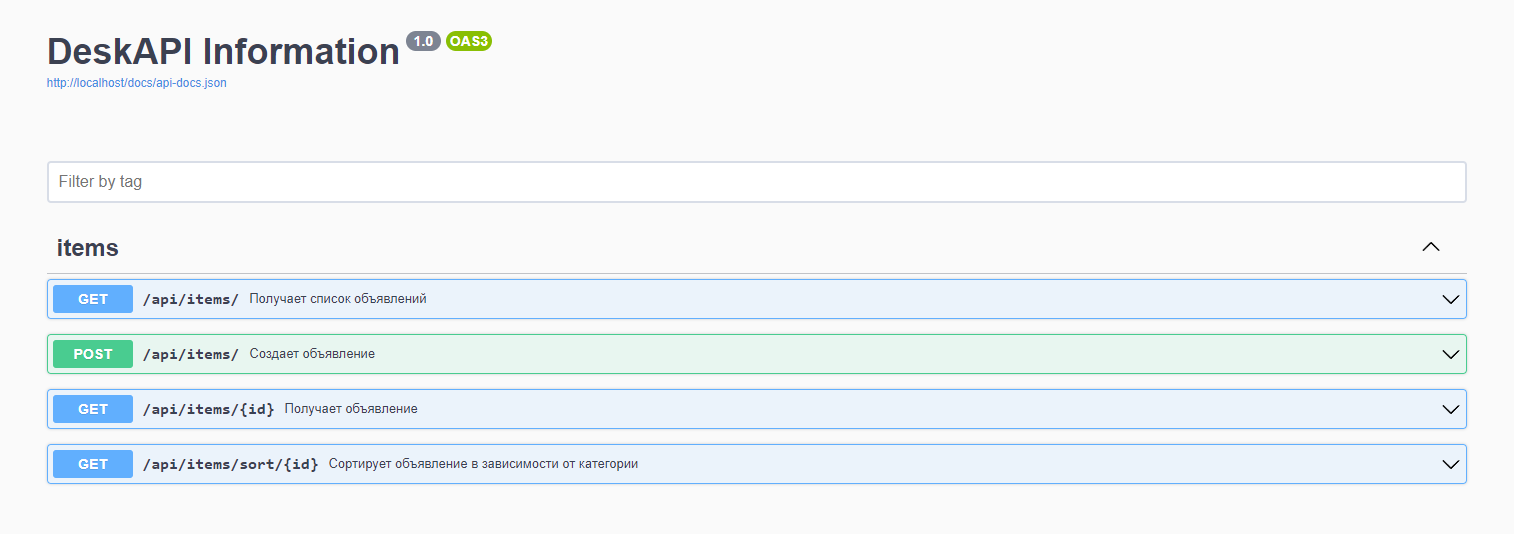 DeskAPI Information 1.0 OAS3
http://localhost/docs/api-docs.json
Filter by tag
items
GET /api/items/ Получает список объявлений
POST /api/items/ Создает объявление
GET /api/items/{id} Получает объявление
GET /api/items/sort/{id} Сортирует объявление в зависимости от категории